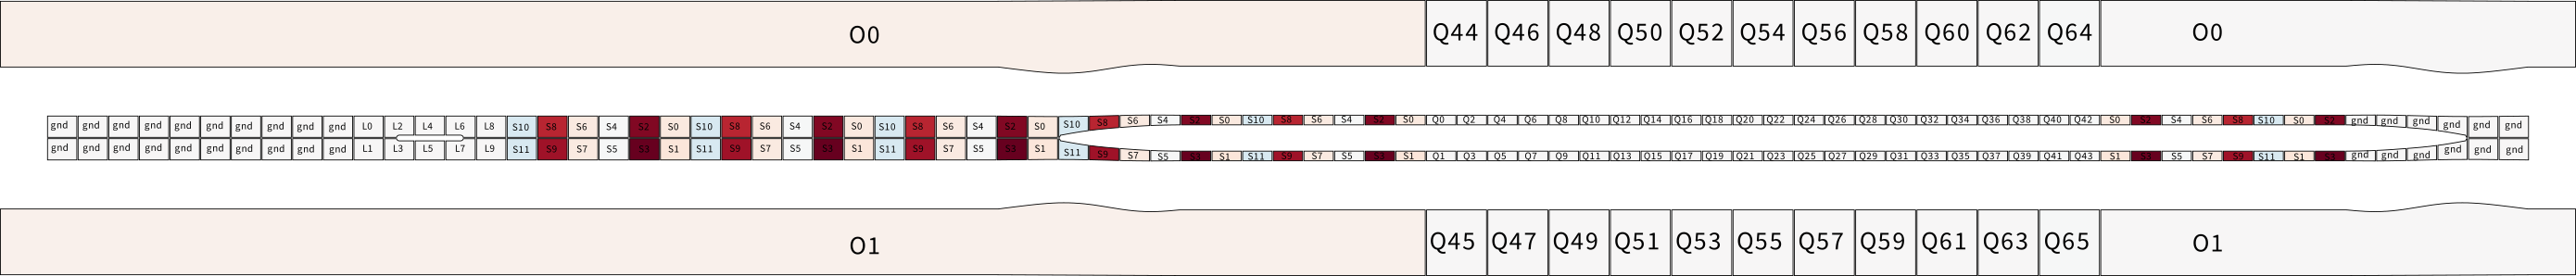 O0 Q44 Q46 Q48 Q50 Q52 Q54 Q56 Q58 Q60 Q62 Q64 O0
gnd gnd gnd gnd gnd gnd gnd gnd gnd gnd L0 L2 L4 L6 L8 S10 S8 S6 S4 S2 S0 S10 S8 S6 S4 S2 S0 S10 S8 S6 S4 S2 S0 S10 S8 S6 S4 S2 S0 S10 S8 S6 S4 S2 S0 Q0 Q2 Q4 Q6 Q8 Q10 Q12 Q14 Q16 Q18 Q20 Q22 Q24 Q26 Q28 Q30 Q32 Q34 Q36 Q38 Q40 Q42 S0 S2 S4 S6 S8 S10 S0 S2 gnd gnd gnd gnd gnd gnd
gnd gnd gnd gnd gnd gnd gnd gnd gnd gnd L1 L3 L5 L7 L9 S11 S9 S7 S5 S3 S1 S11 S9 S7 S5 S3 S1 S11 S9 S7 S5 S3 S1 S11 S9 S7 S5 S3 S1 S11 S9 S7 S5 S3 S1 Q1 Q3 Q5 Q7 Q9 Q11 Q13 Q15 Q17 Q19 Q21 Q23 Q25 Q27 Q29 Q31 Q33 Q35 Q37 Q39 Q41 Q43 S1 S3 S5 S7 S9 S11 S1 S3 gnd gnd gnd gnd gnd gnd
O1 Q45 Q47 Q49 Q51 Q53 Q55 Q57 Q59 Q61 Q63 Q65 O1